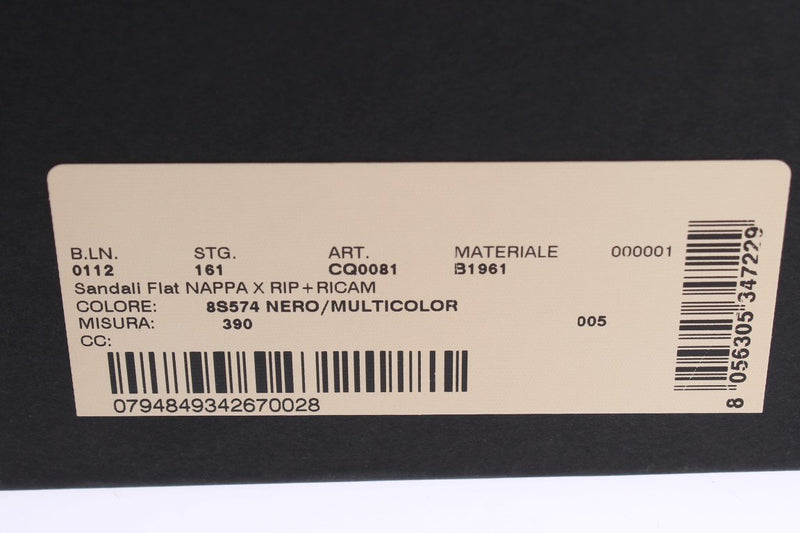 B.LN. STG. ART. MATERIALE 000001
0112 161 CQ0081 B1961
Sandali Flat NAPPA X RIP+RICAM
COLORE: 8S574 NERO/MULTICOLOR
MISURA: 390 005
CC:
0794849342670028
8 056305 347229